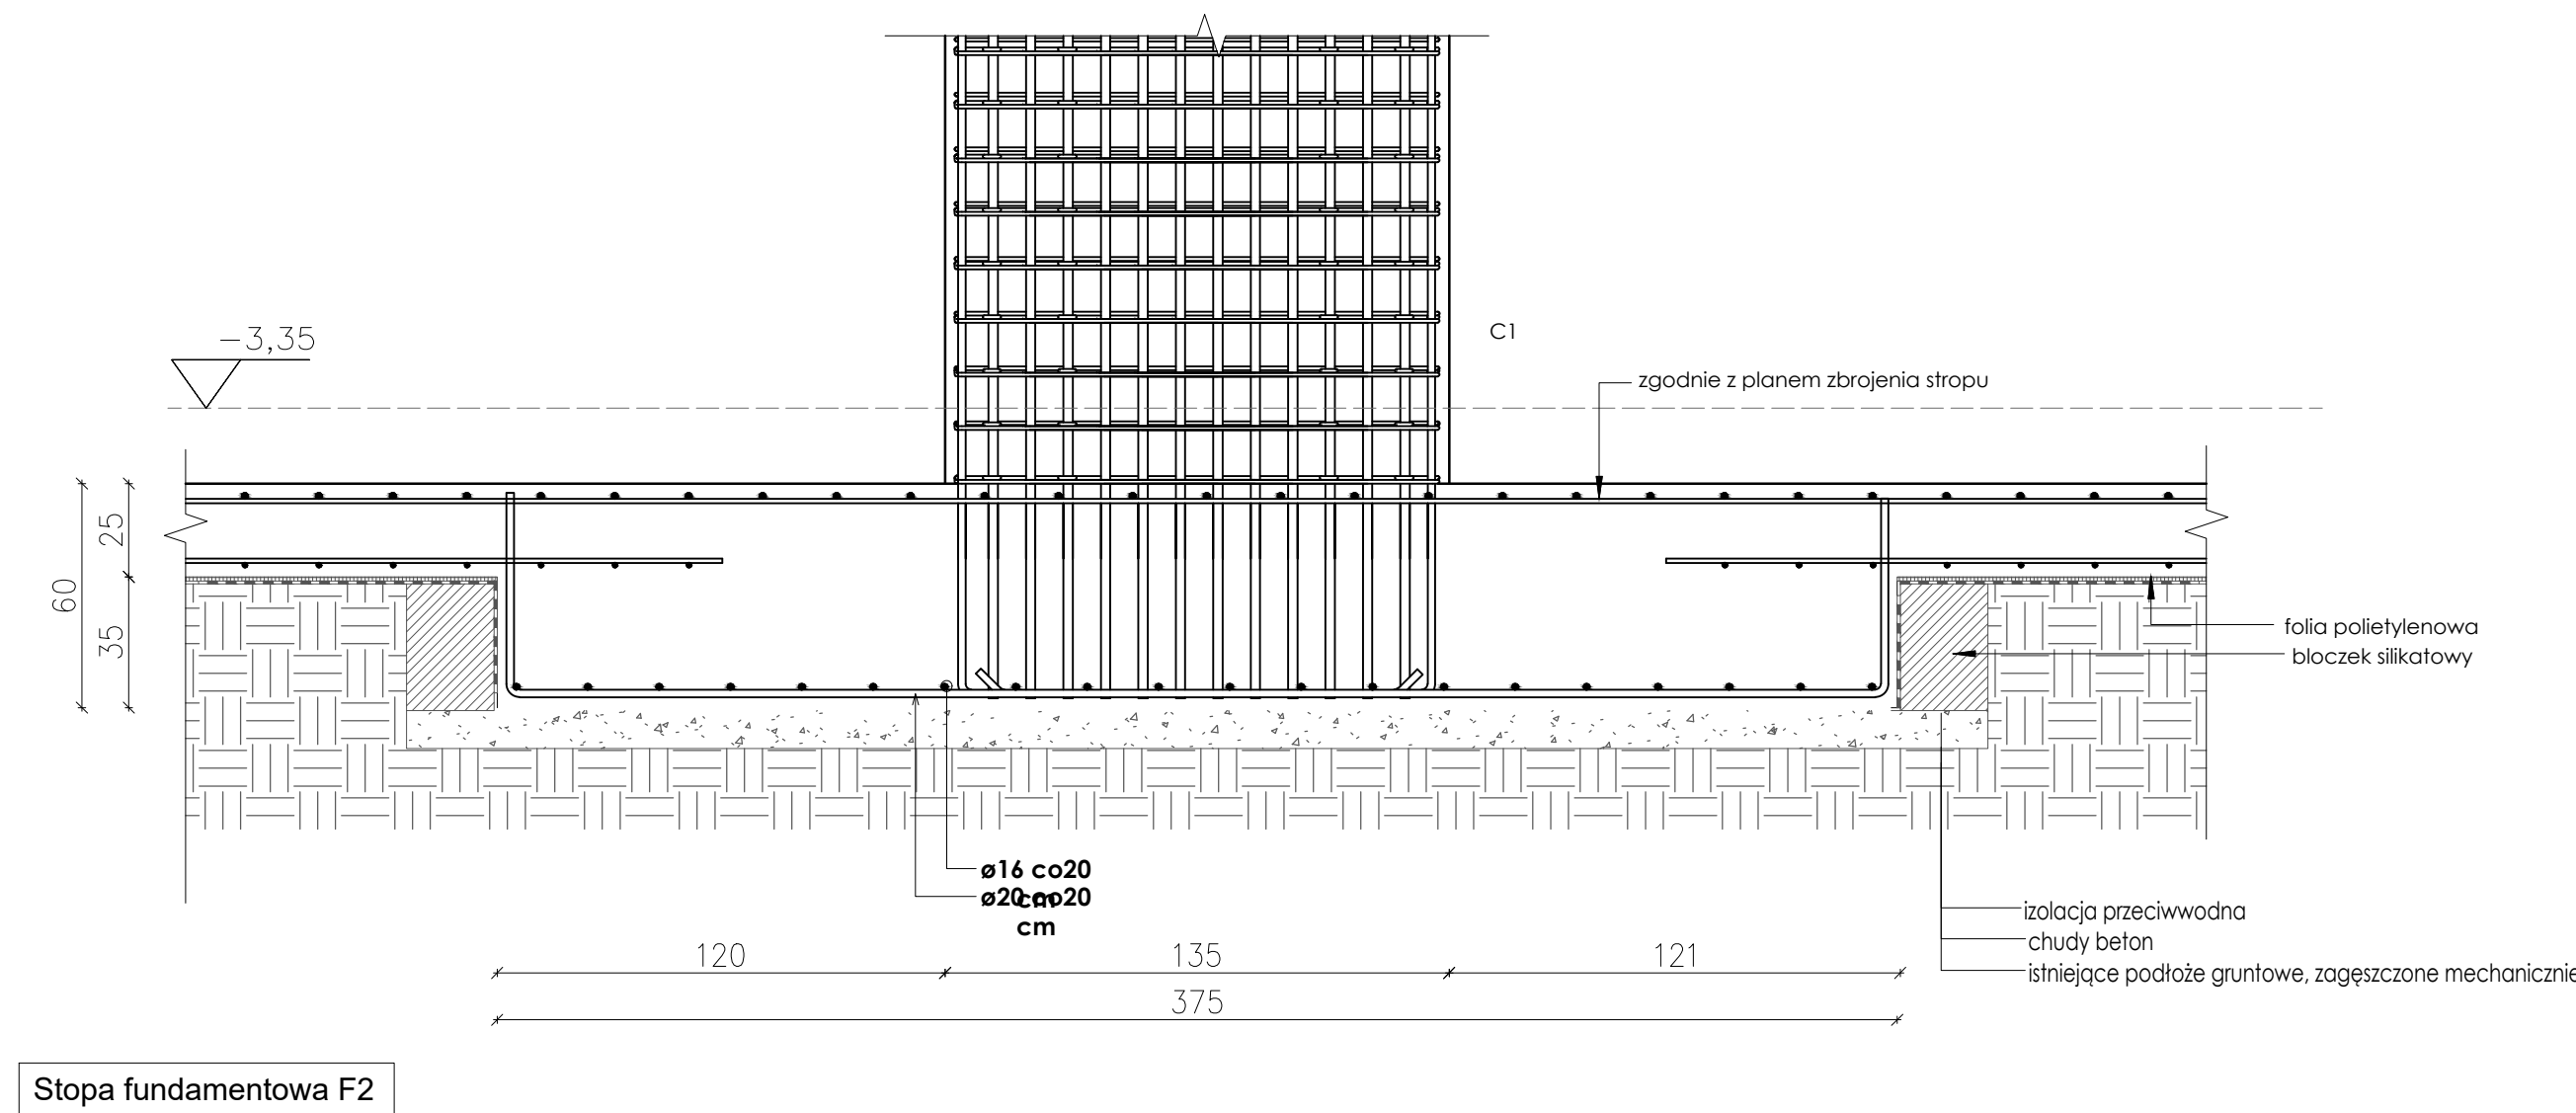 -3,35
C1
zgodnie z planem zbrojenia stropu
25
60
35
folia polietylenowa
bloczek silikatowy
ø16 co20
cm
ø20 co20
cm
izolacja przeciwwodna
chudy beton
istniejące podłoże gruntowe, zagęszczone mechanicznie
120
135
121
375
Stopa fundamentowa F2